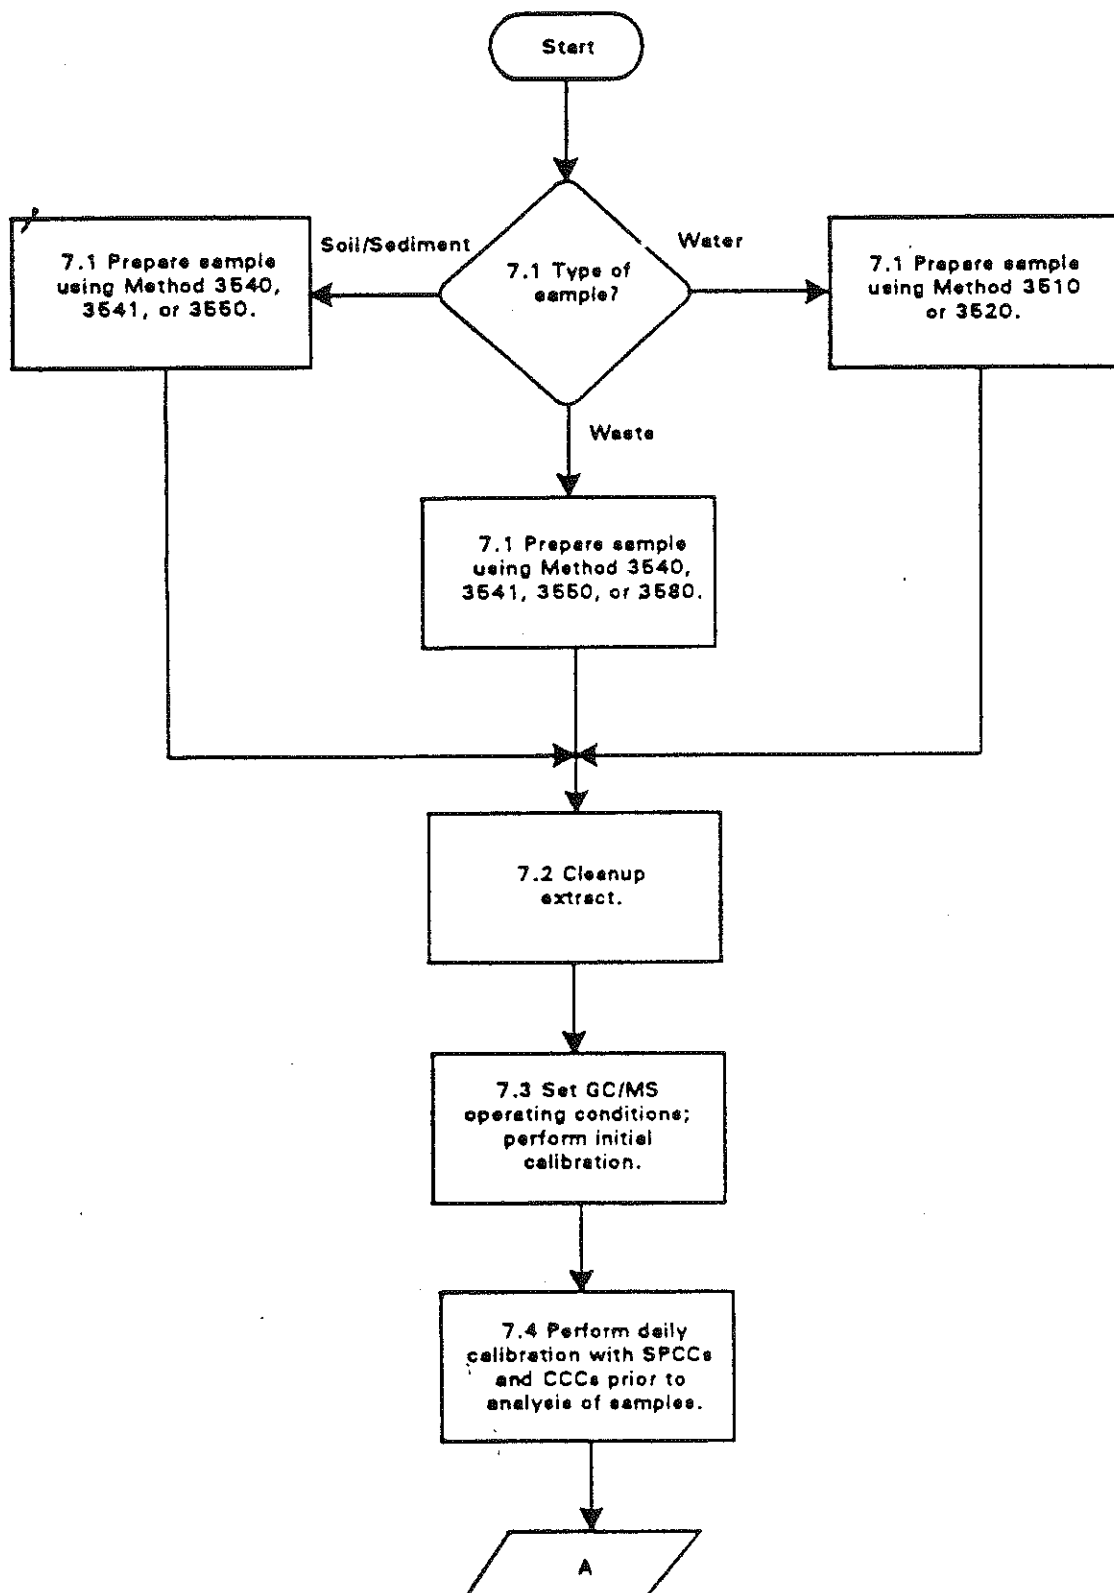 Start
Soil/Sediment
Water
7.1 Type of
sample?
7.1 Prepare sample
using Method 3540,
3541, or 3550.
7.1 Prepare sample
using Method 3510
or 3520.
Waste
7.1 Prepare sample
using Method 3540,
3541, 3550, or 3580.
7.2 Cleanup
extract.
7.3 Set GC/MS
operating conditions;
perform initial
calibration.
7.4 Perform daily
calibration with SPCCs
and CCCs prior to
analysis of samples.
A